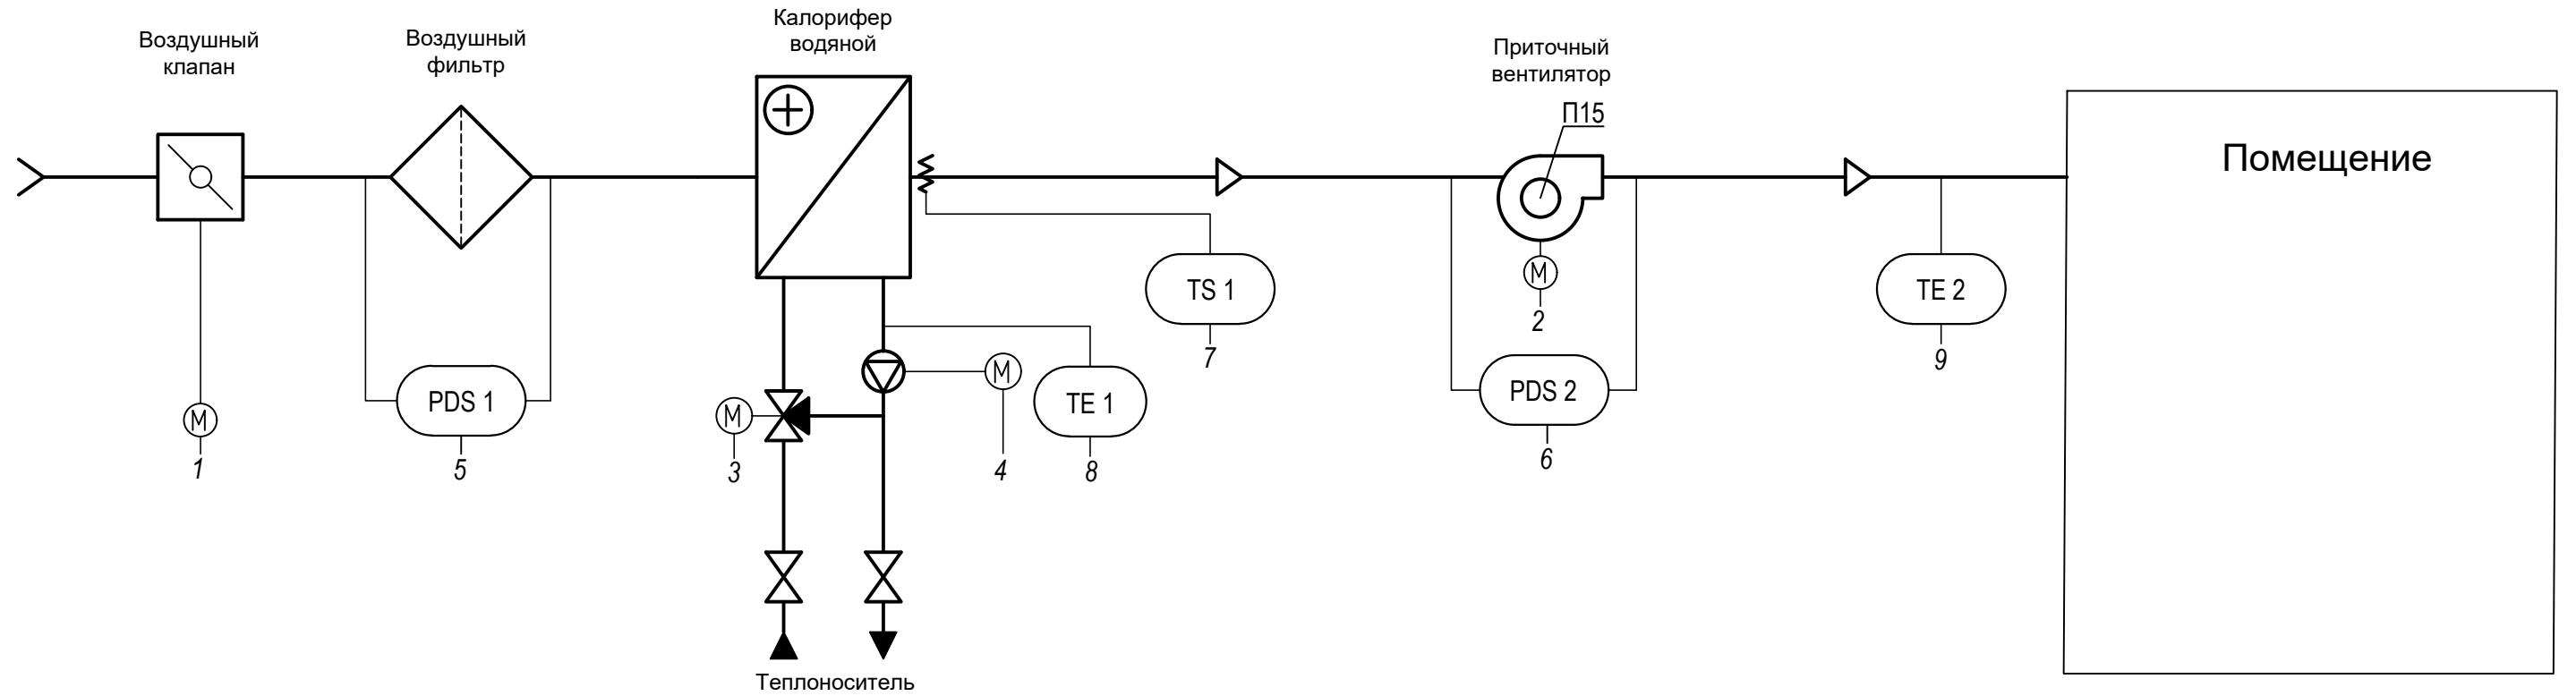 Воздушный
клапан
Воздушный
фильтр
Калорифер
водяной
Приточный
вентилятор
П15
Помещение
TS 1
M
TE 2
2
7
9
M
PDS 1
TE 1
PDS 2
M
M
1
5
3
4
8
6
Теплоноситель